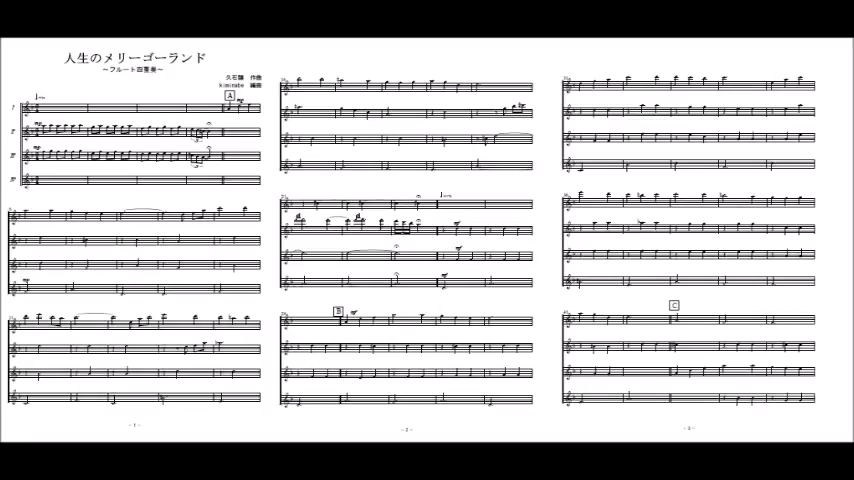 人生のメリーゴーランド
～フルート四重奏～
久石譲 作曲
kiminabe 編曲
A
B
C
- 1 -
- 2 -
- 3 -